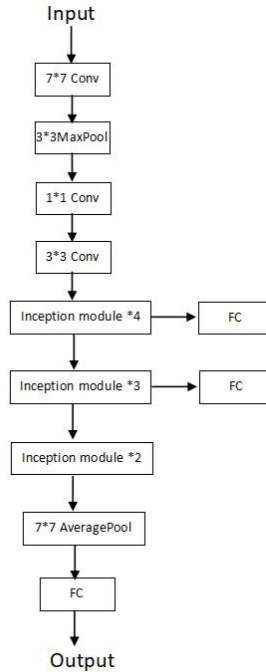 Input
7*7 Conv
3*3MaxPool
1*1 Conv
3*3 Conv
Inception module *4
FC
Inception module *3
FC
Inception module *2
7*7 AveragePool
FC
Output